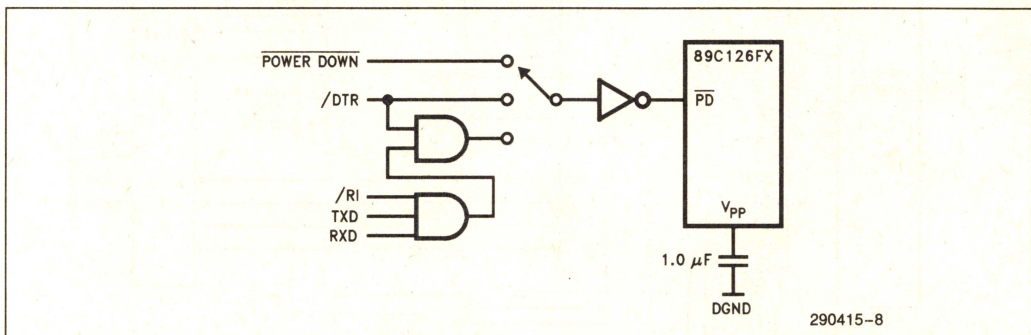 POWER DOWN
/DTR
/RI
TXD
RXD
89C126FX
PD
VPP
1.0 μF
DGND
290415-8